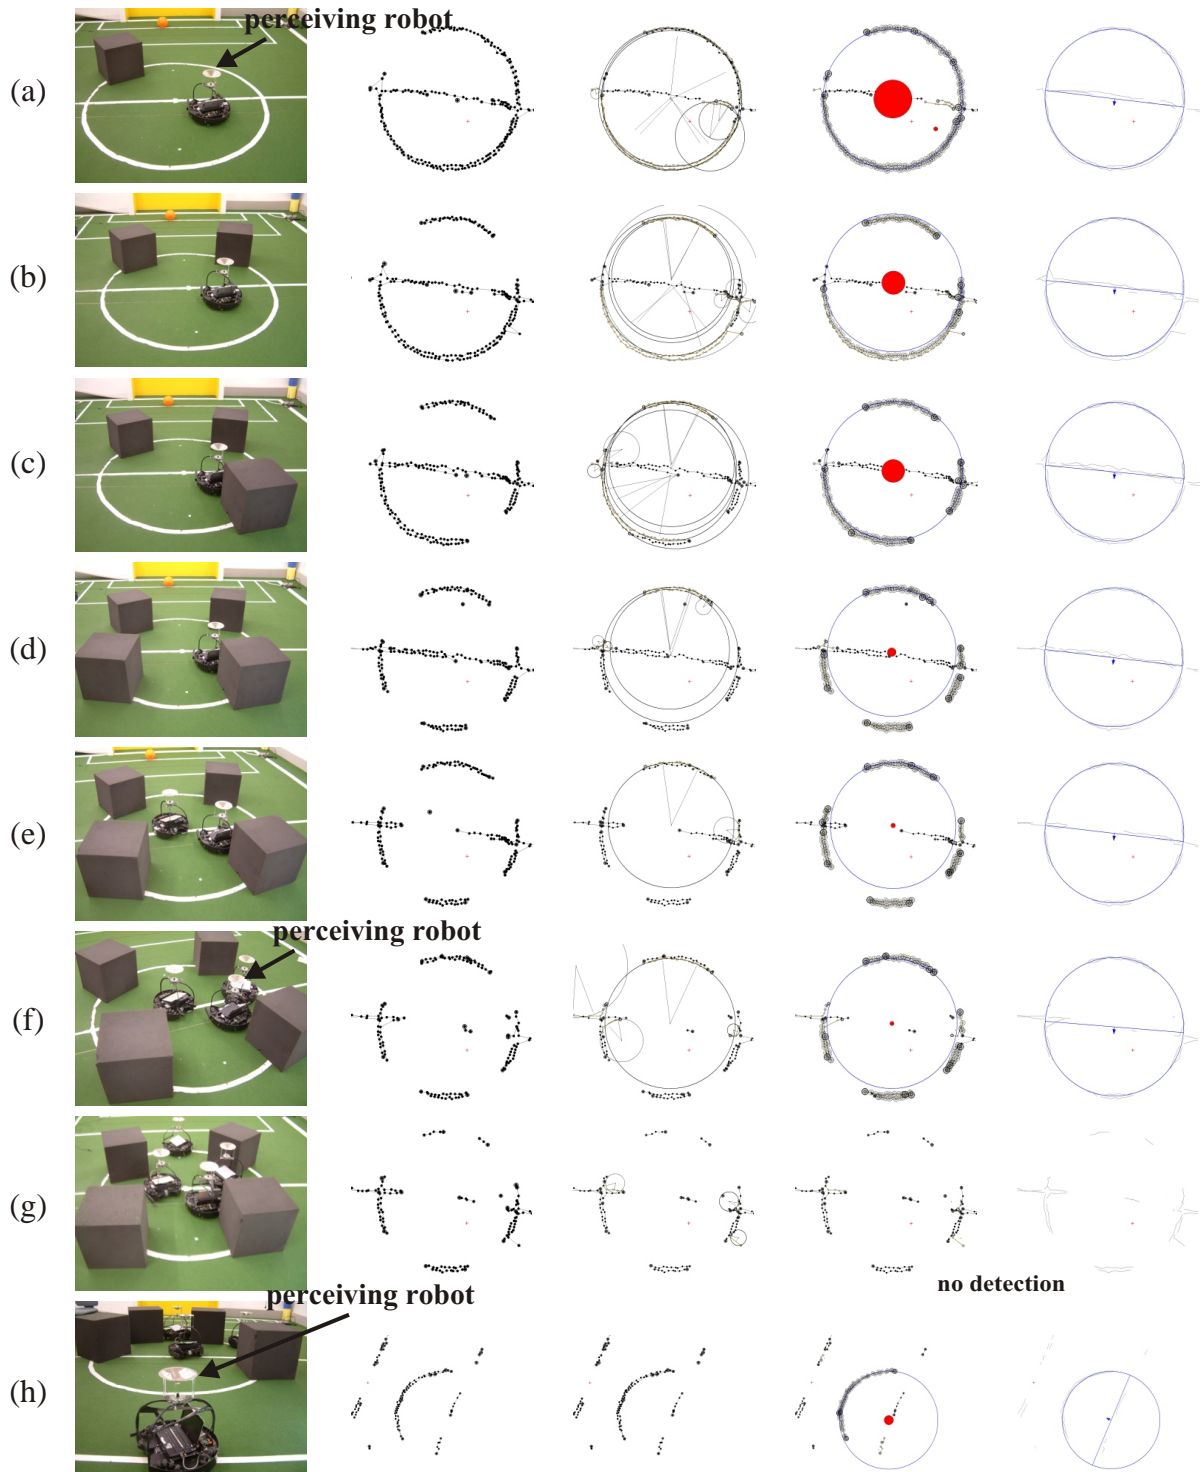 perceiving robot
(a)
(b)
(c)
(d)
(e)
perceiving robot
(f)
(g)
no detection
perceiving robot
(h)